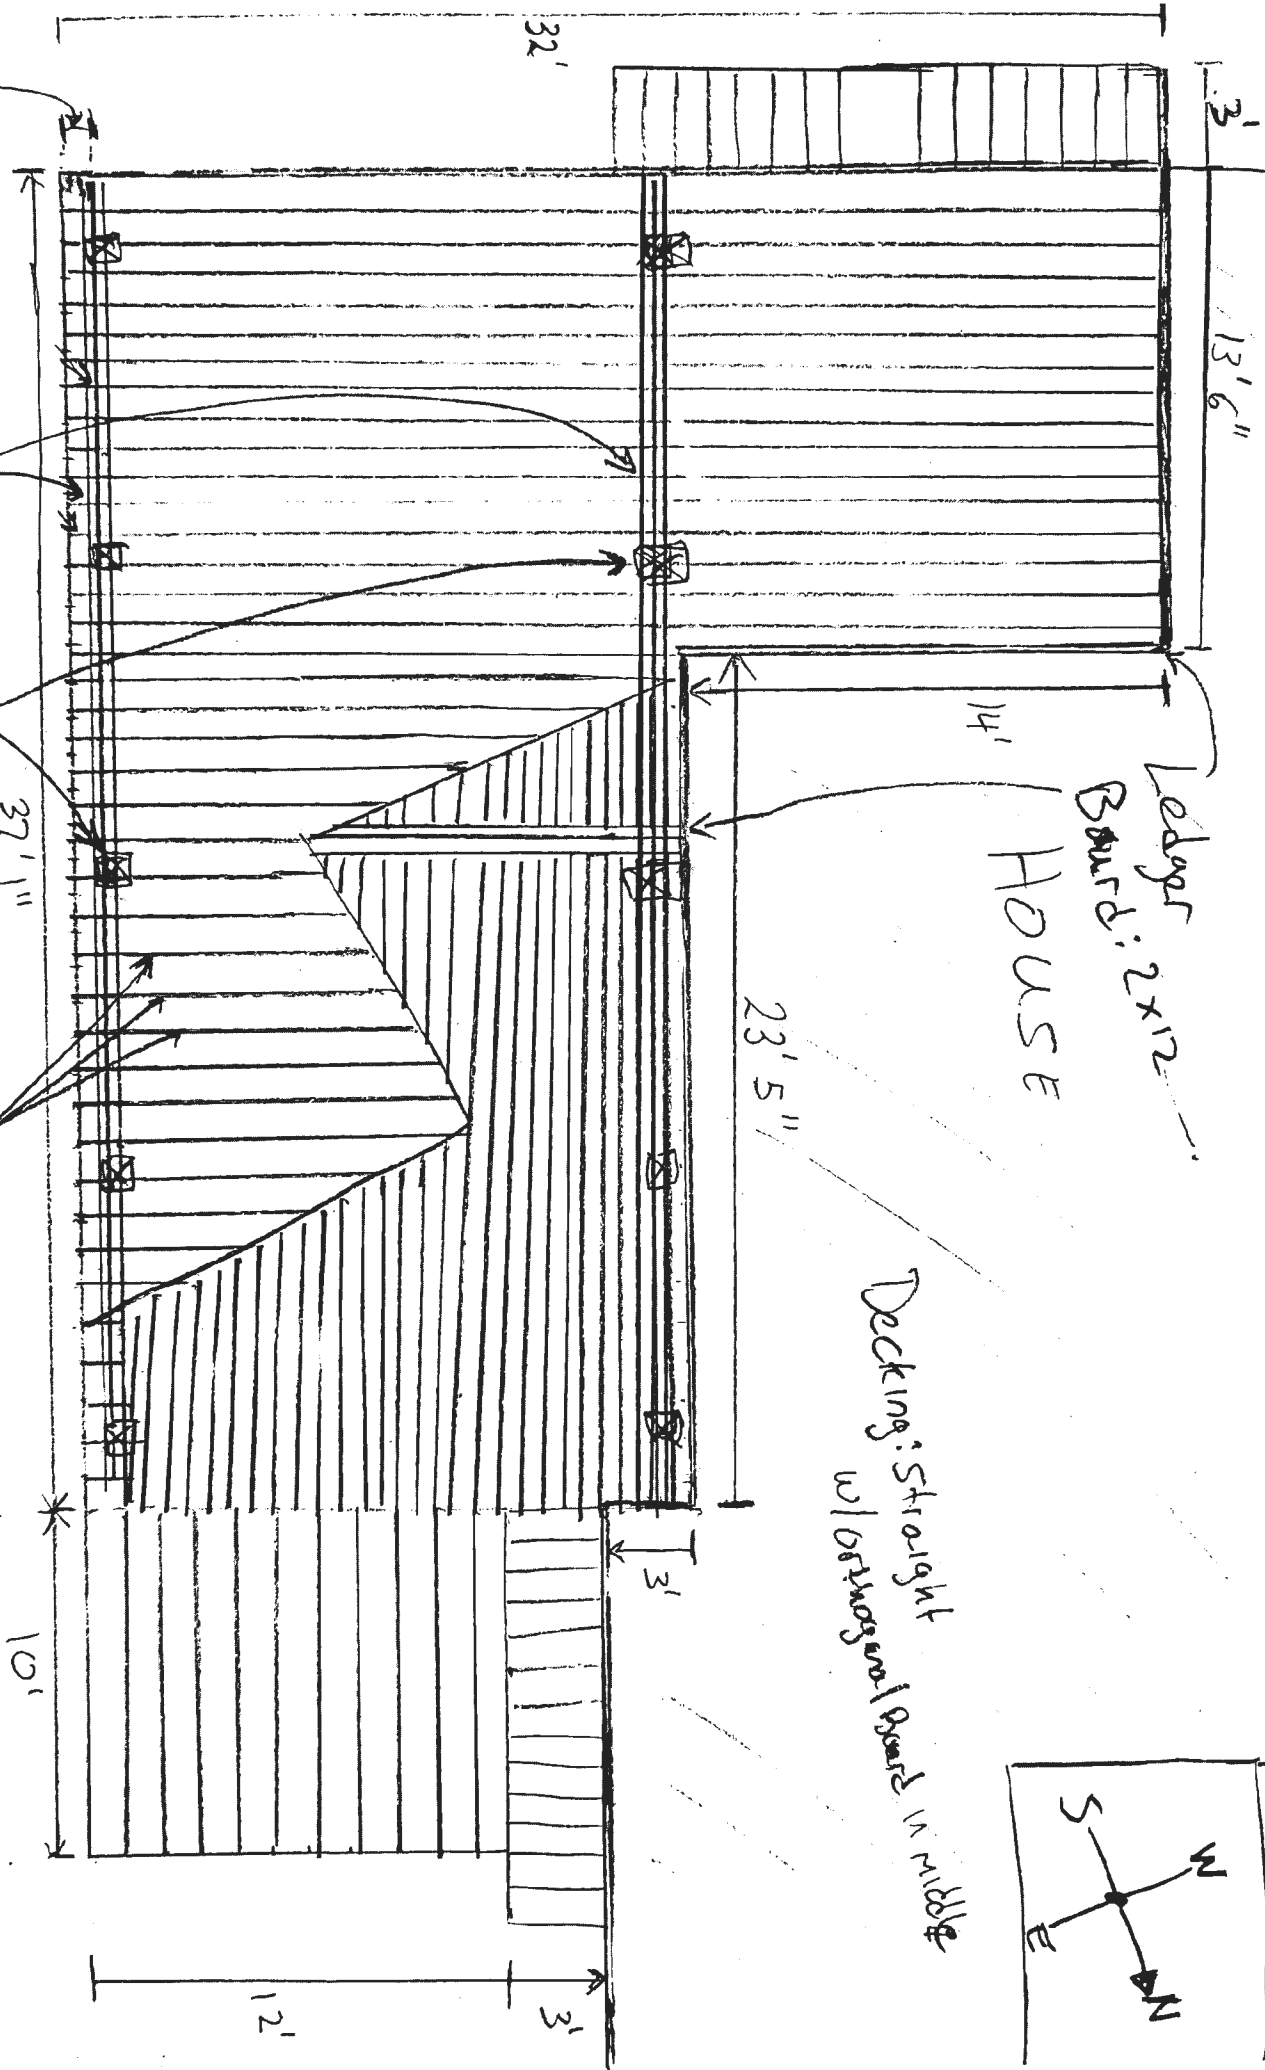 32'
3'
13' 6"
14'
Ledger
Board: 2x12
HOUSE
23' 5"
Decking: Straight
w/ orthogonal Board in middle
3'
37' 1"
10'
12'
3'
S
W
E
N